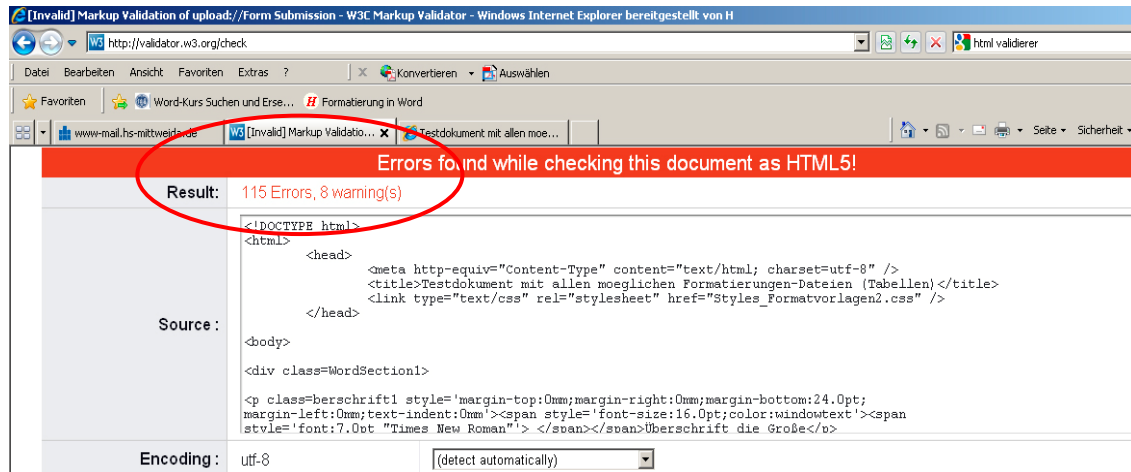 [Invalid] Markup Validation of upload://Form Submission - W3C Markup Validator - Windows Internet Explorer bereitgestellt von H
W3 http://validator.w3.org/check html validierer
Datei Bearbeiten Ansicht Favoriten Extras ? X Konvertieren Auswählen
Favoriten Word-Kurs Suchen und Erse... H Formatierung in Word
www-mail.hs-mittweida.de W3 [Invalid] Markup Validatio... X Testdokument mit allen moe... Seite Sicherheit
Errors found while checking this document as HTML5!
Result: 115 Errors, 8 warning(s)
<!DOCTYPE html>
<html>
<head>
<meta http-equiv="Content-Type" content="text/html; charset=utf-8" />
<title>Testdokument mit allen moeglichen Formatierungen-Dateien (Tabellen)</title>
<link type="text/css" rel="stylesheet" href="Styles_Formatvorlagen2.css" />
</head>
Source :
<body>
<div class=WordSection1>
<p class=berschrift1 style='margin-top:0mm;margin-right:0mm;margin-bottom:24.0pt;
margin-left:0mm;text-indent:0mm'><span style='font-size:16.0pt;color:windowtext'><span
style='font:7.0pt "Times New Roman"'> </span></span>Überschrift die Große</p>
Encoding : utf-8 (detect automatically)